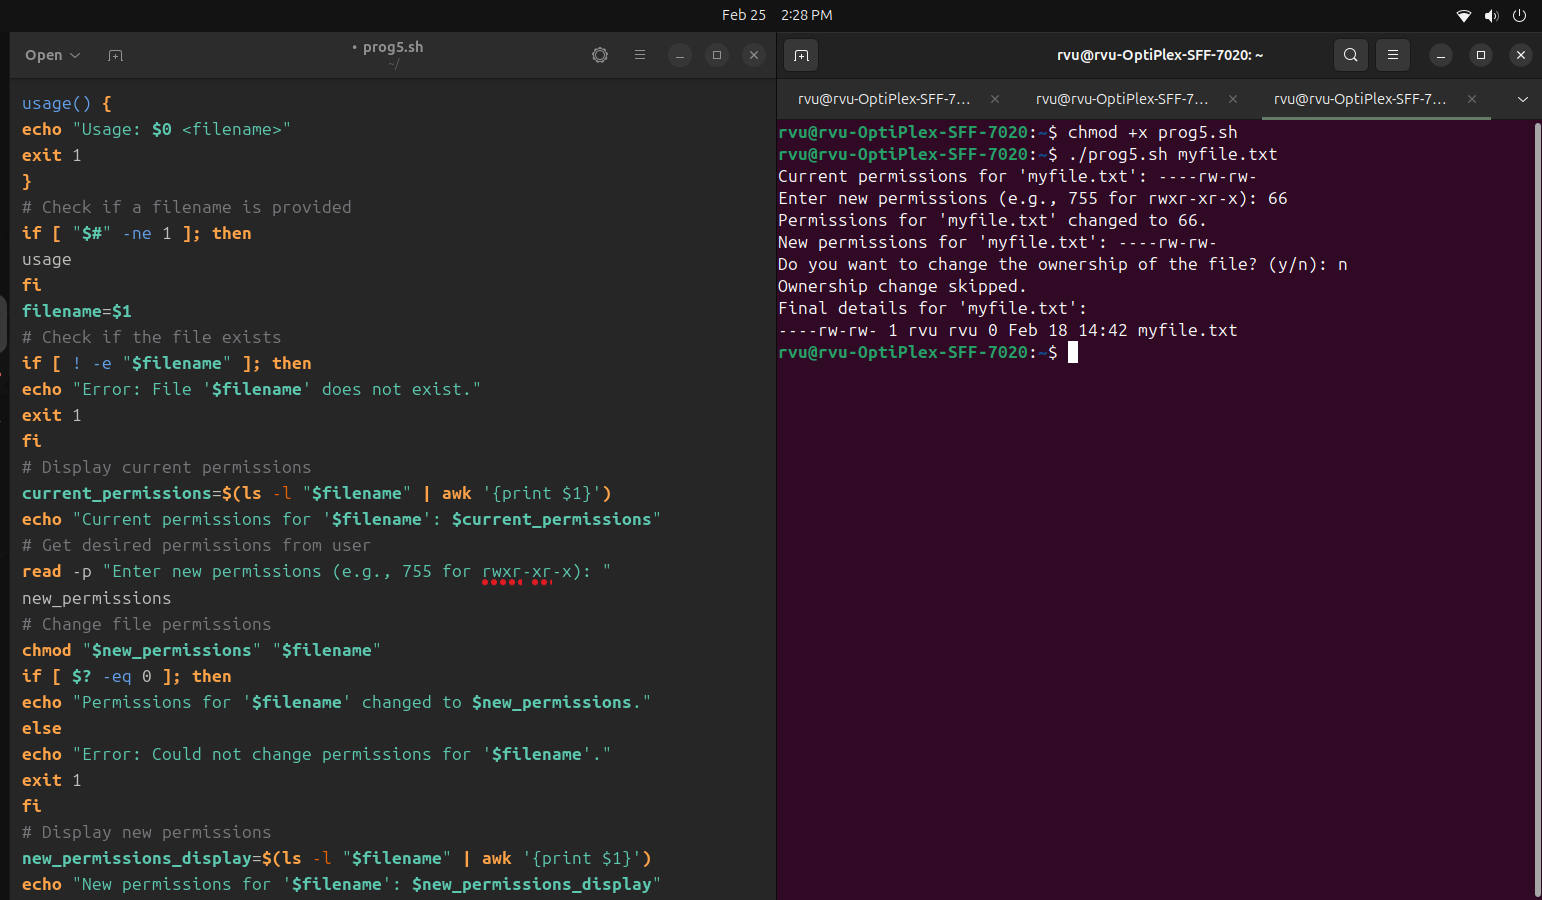 Feb 25 2:28 PM
Open
• prog5.sh
~/
usage() {
echo "Usage: $0 <filename>"
exit 1
}
# Check if a filename is provided
if [ "$#" -ne 1 ]; then
usage
fi
filename=$1
# Check if the file exists
if [ ! -e "$filename" ]; then
echo "Error: File '$filename' does not exist."
exit 1
fi
# Display current permissions
current_permissions=$(ls -l "$filename" | awk '{print $1}')
echo "Current permissions for '$filename': $current_permissions"
# Get desired permissions from user
read -p "Enter new permissions (e.g., 755 for rwxr-xr-x): "
new_permissions
# Change file permissions
chmod "$new_permissions" "$filename"
if [ $? -eq 0 ]; then
echo "Permissions for '$filename' changed to $new_permissions."
else
echo "Error: Could not change permissions for '$filename'."
exit 1
fi
# Display new permissions
new_permissions_display=$(ls -l "$filename" | awk '{print $1}')
echo "New permissions for '$filename': $new_permissions_display"
rvu@rvu-OptiPlex-SFF-7020: ~
rvu@rvu-OptiPlex-SFF-7... rvu@rvu-OptiPlex-SFF-7... rvu@rvu-OptiPlex-SFF-7...
rvu@rvu-OptiPlex-SFF-7020:~$ chmod +x prog5.sh
rvu@rvu-OptiPlex-SFF-7020:~$ ./prog5.sh myfile.txt
Current permissions for 'myfile.txt': ----rw-rw-
Enter new permissions (e.g., 755 for rwxr-xr-x): 66
Permissions for 'myfile.txt' changed to 66.
New permissions for 'myfile.txt': ----rw-rw-
Do you want to change the ownership of the file? (y/n): n
Ownership change skipped.
Final details for 'myfile.txt':
----rw-rw- 1 rvu rvu 0 Feb 18 14:42 myfile.txt
rvu@rvu-OptiPlex-SFF-7020:~$